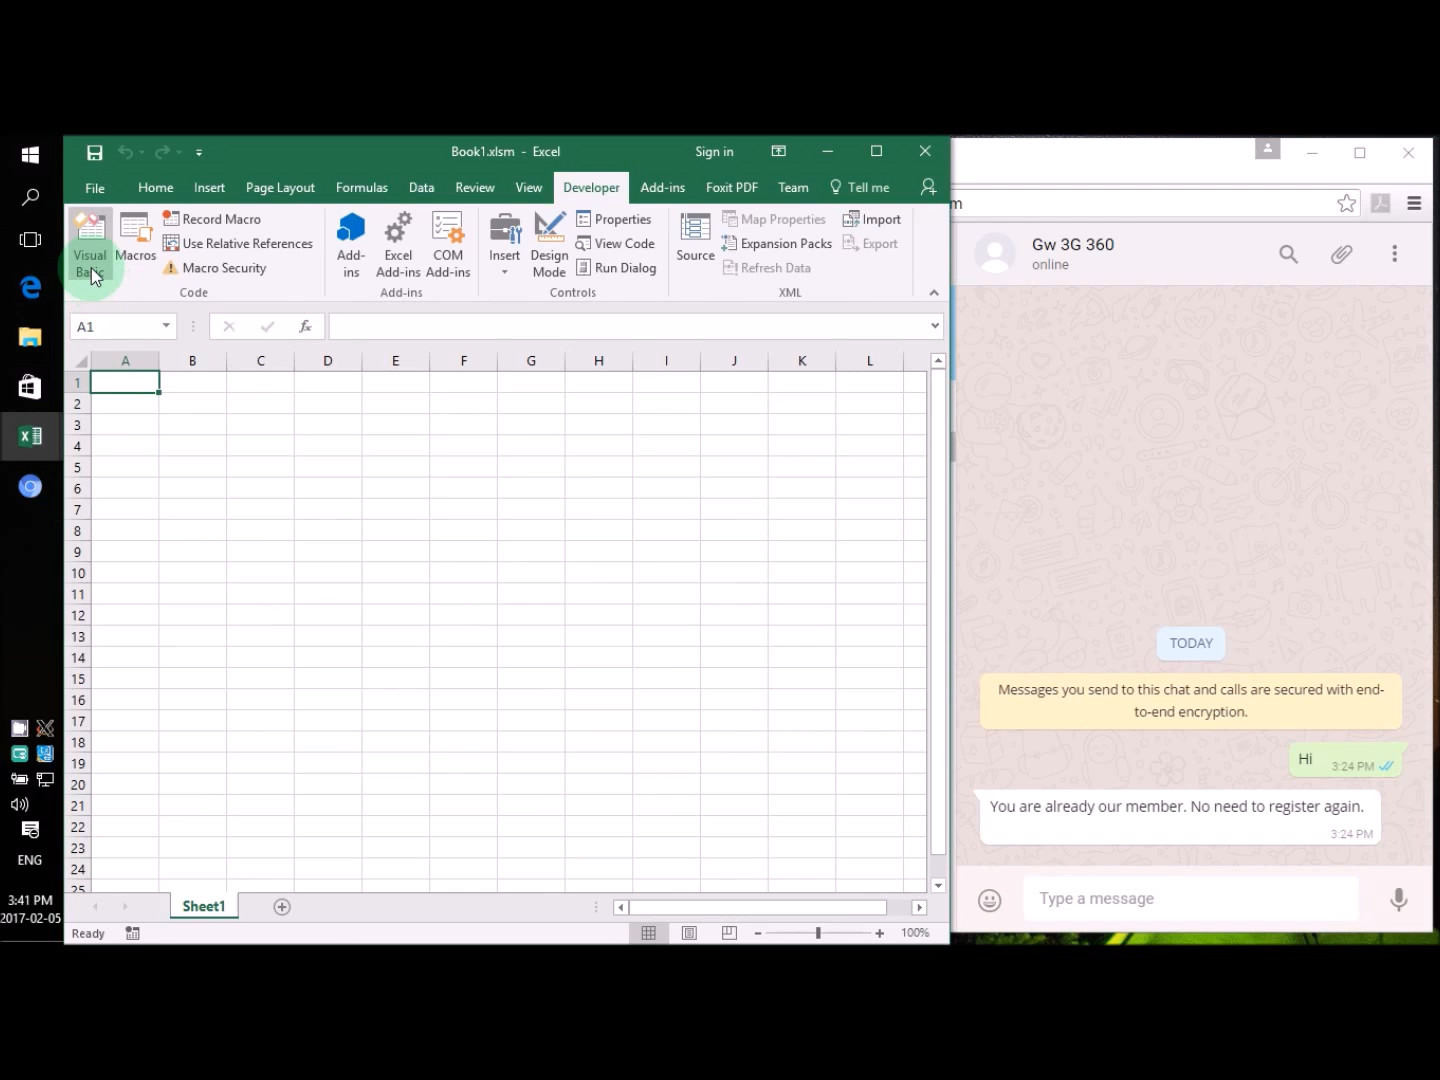 Book1.xlsm - Excel
Sign in
File
Home
Insert
Page Layout
Formulas
Data
Review
View
Developer
Add-ins
Foxit PDF
Team
Tell me
Visual
Basic
Macros
Record Macro
Use Relative References
Macro Security
Code
Add-
ins
Excel
Add-ins
COM
Add-ins
Add-ins
Insert
Design
Mode
Properties
View Code
Run Dialog
Controls
Source
Map Properties
Expansion Packs
Refresh Data
Import
Export
XML
A1
fx
A B C D E F G H I J K L
1
2
3
4
5
6
7
8
9
10
11
12
13
14
15
16
17
18
19
20
21
22
23
24
25
Sheet1
Ready
100%
ENG
3:41 PM
2017-02-05
m
Gw 3G 360
online
TODAY
Messages you send to this chat and calls are secured with end-
to-end encryption.
Hi
3:24 PM
You are already our member. No need to register again.
3:24 PM
Type a message